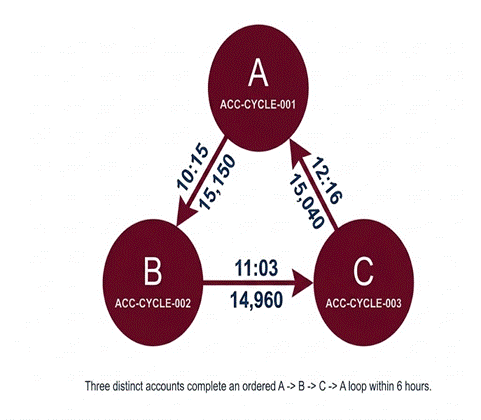 A
ACC-CYCLE-001
10:15
15,150
12:16
15,040
B
ACC-CYCLE-002
11:03
14,960
C
ACC-CYCLE-003
Three distinct accounts complete an ordered A -> B -> C -> A loop within 6 hours.